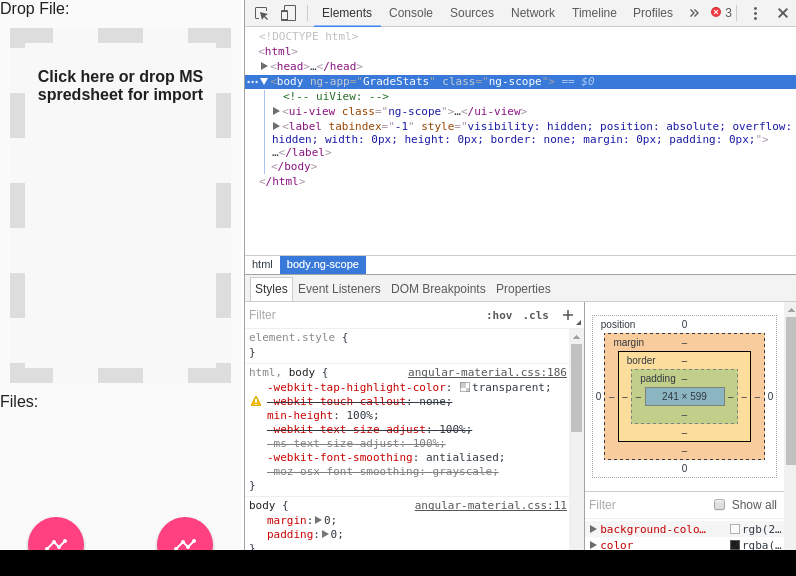 Drop File:
Click here or drop MS
spredsheet for import
Files:
Elements Console Sources Network Timeline Profiles » 3
<!DOCTYPE html>
<html>
<head>…</head>
<body ng-app="GradeStats" class="ng-scope"> == $0
<!-- uiView: -->
<ui-view class="ng-scope">…</ui-view>
<label tabindex="-1" style="visibility: hidden; position: absolute; overflow:
hidden; width: 0px; height: 0px; border: none; margin: 0px; padding: 0px;">
…</label>
</body>
</html>
html body.ng-scope
Styles Event Listeners DOM Breakpoints Properties
Filter :hov .cls +
element.style {
}
html, body { angular-material.css:186
-webkit-tap-highlight-color: transparent;
-webkit-touch-callout: none;
min-height: 100%;
-webkit-text-size-adjust: 100%;
-ms-text-size-adjust: 100%;
-webkit-font-smoothing: antialiased;
-moz-osx-font-smoothing: grayscale;
}
body { angular-material.css:11
margin: 0;
padding: 0;
}
position 0
margin –
border –
padding –
0 – – – 241 × 599 – – – 0
–
–
–
0
Filter Show all
background-colo… rgb(2…
color rgba(…